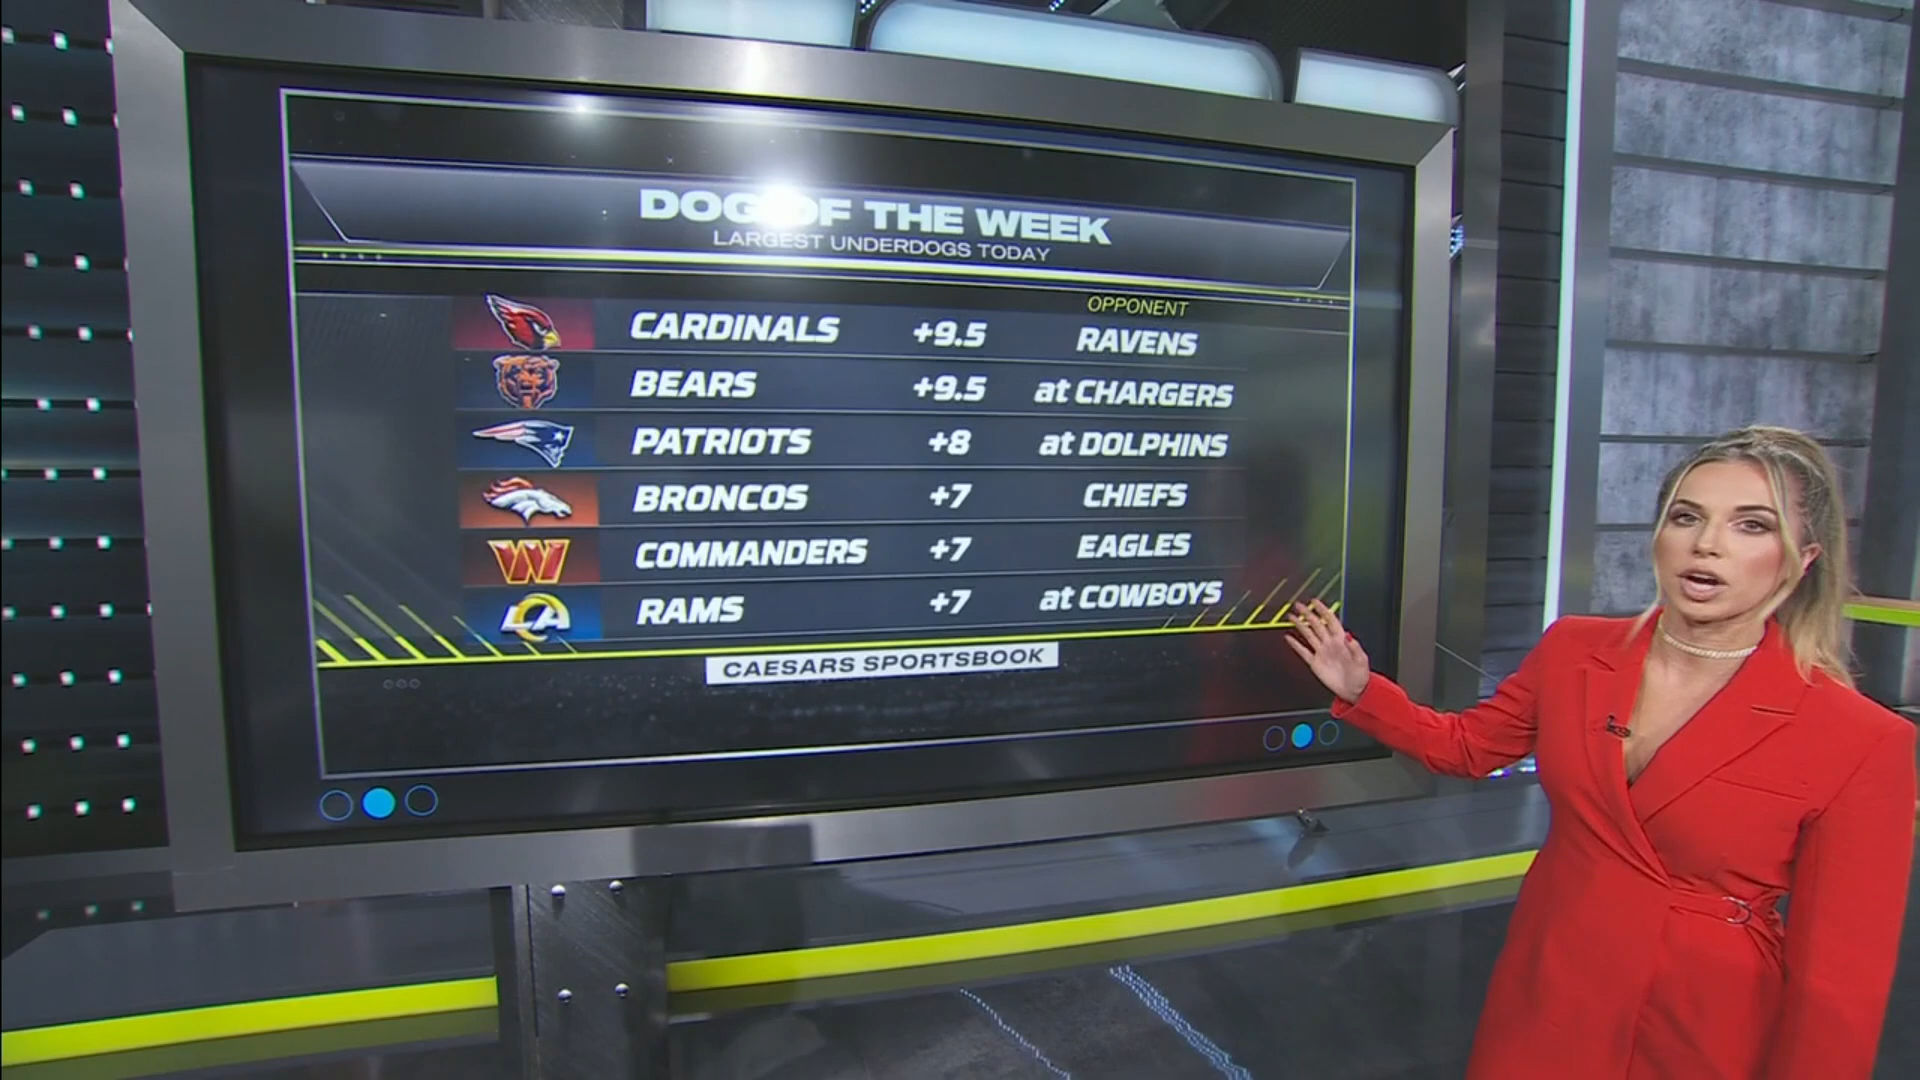 DOG OF THE WEEK
LARGEST UNDERDOGS TODAY
OPPONENT
CARDINALS +9.5 RAVENS
BEARS +9.5 at CHARGERS
PATRIOTS +8 at DOLPHINS
BRONCOS +7 CHIEFS
W COMMANDERS +7 EAGLES
LA RAMS +7 at COWBOYS
CAESARS SPORTSBOOK